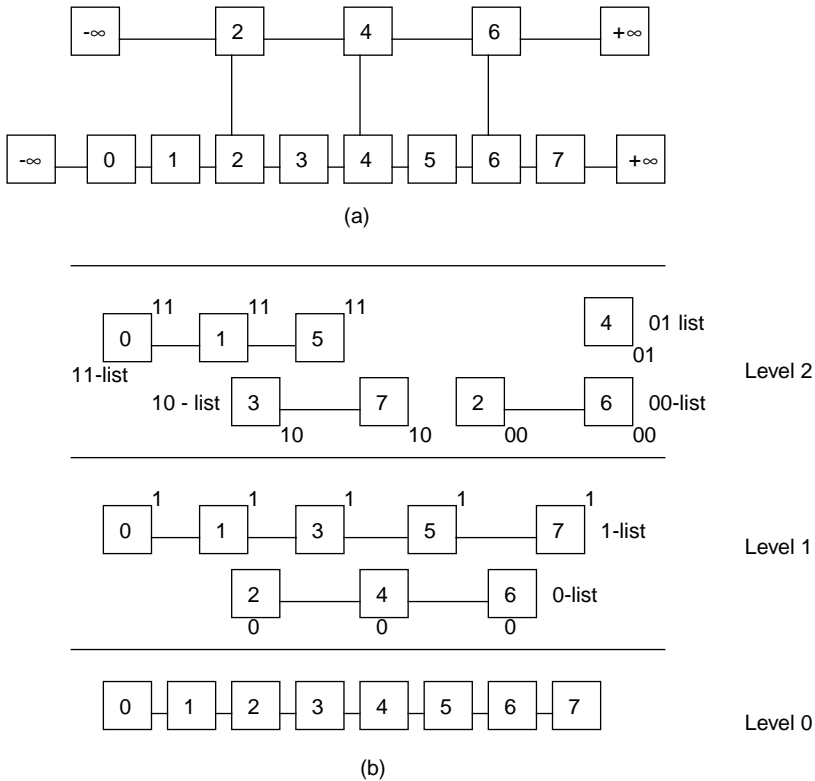 -∞ 2 4 6 +∞
-∞ 0 1 2 3 4 5 6 7 +∞
(a)
11 11 11
0 1 5 4 01 list
01
11-list
Level 2
10 - list 3 7 2 6 00-list
10 10 00 00
1 1 1 1 1
0 1 3 5 7 1-list
Level 1
2 4 6 0-list
0 0 0
0 1 2 3 4 5 6 7
Level 0
(b)